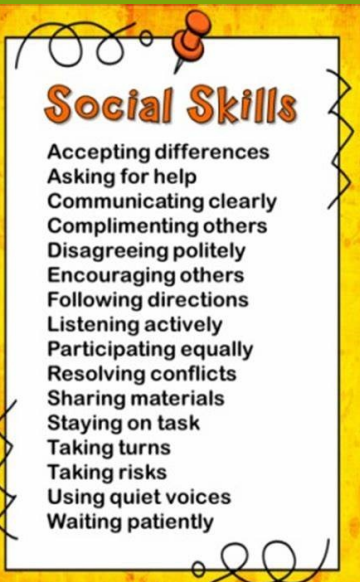 Social Skills
Accepting differences
Asking for help
Communicating clearly
Complimenting others
Disagreeing politely
Encouraging others
Following directions
Listening actively
Participating equally
Resolving conflicts
Sharing materials
Staying on task
Taking turns
Taking risks
Using quiet voices
Waiting patiently